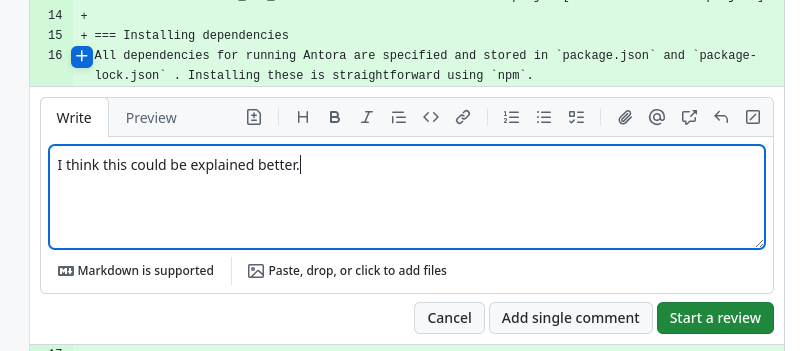 14 +
15 + === Installing dependencies
16 All dependencies for running Antora are specified and stored in `package.json` and `package-
lock.json` . Installing these is straightforward using `npm`.
Write Preview
I think this could be explained better.
Markdown is supported Paste, drop, or click to add files
Cancel Add single comment Start a review